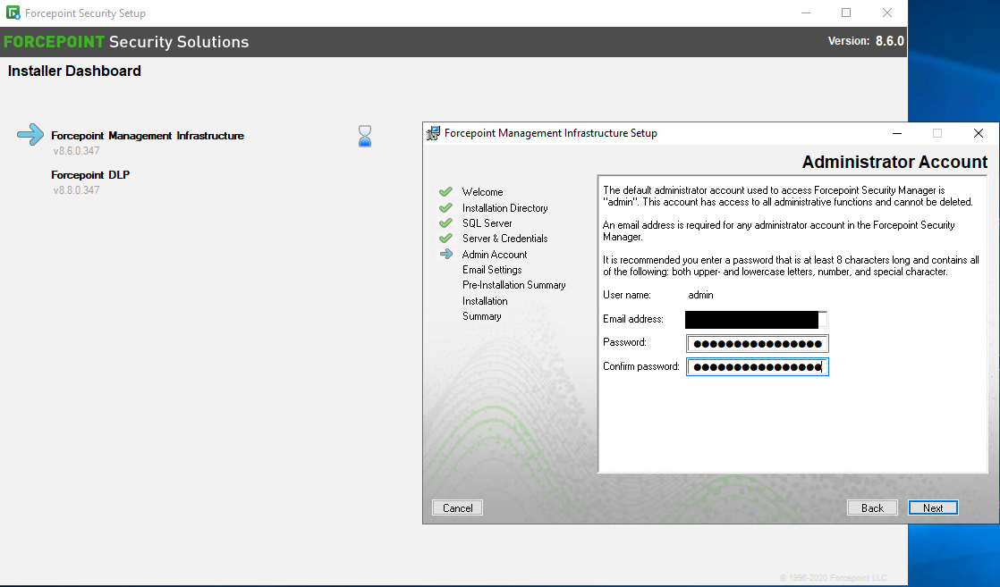 Forcepoint Security Setup
FORCEPOINT Security Solutions
Version: 8.6.0
Installer Dashboard
Forcepoint Management Infrastructure
v8.6.0.347
Forcepoint DLP
v8.8.0.347
Forcepoint Management Infrastructure Setup
Administrator Account
Welcome
Installation Directory
SQL Server
Server & Credentials
Admin Account
Email Settings
Pre-Installation Summary
Installation
Summary
The default administrator account used to access Forcepoint Security Manager is
"admin". This account has access to all administrative functions and cannot be deleted.
An email address is required for any administrator account in the Forcepoint Security
Manager.
It is recommended you enter a password that is at least 8 characters long and contains all
of the following: both upper- and lowercase letters, number, and special character.
User name: admin
Email address:
Password: ●●●●●●●●●●●●●●●●
Confirm password: ●●●●●●●●●●●●●●●●
Cancel
Back
Next
© 1996-2020 Forcepoint LLC